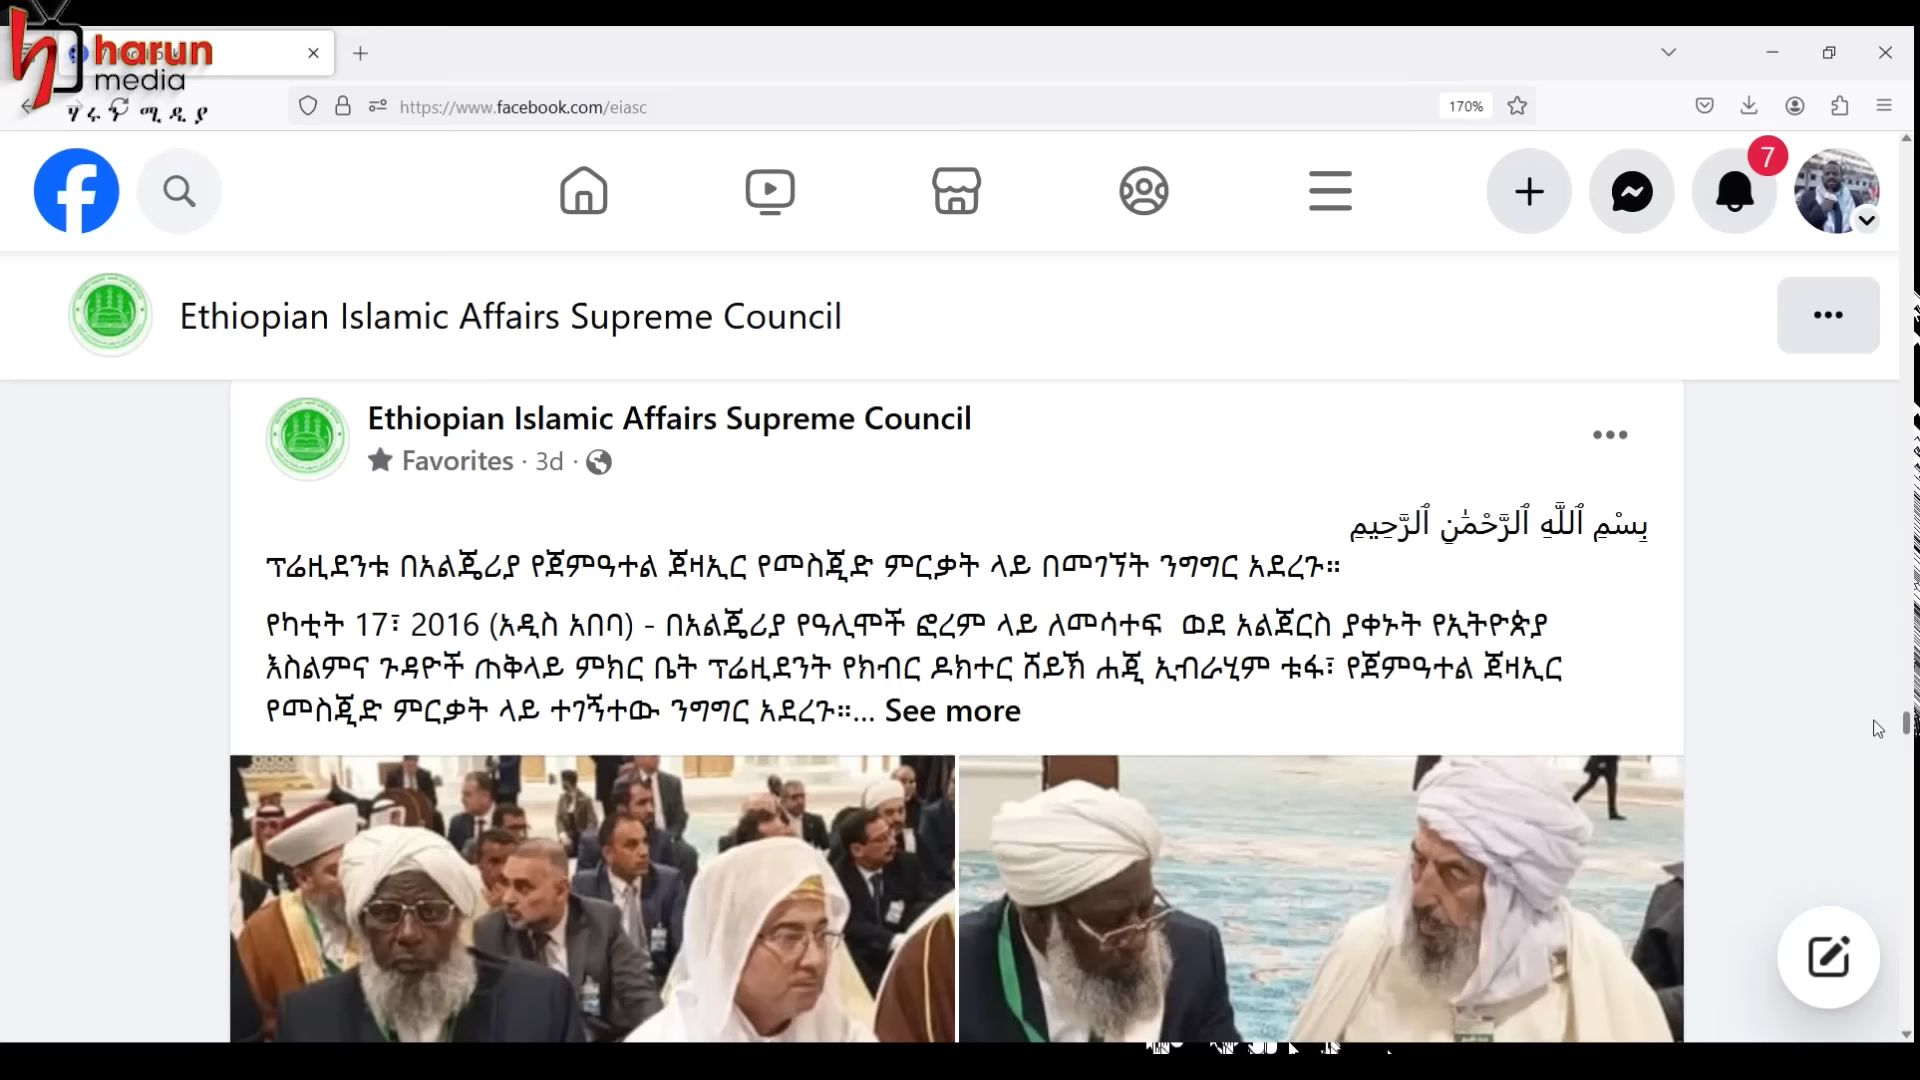 harun
media
ሃሩን ሚዲያ
https://www.facebook.com/eiasc
170%
7
Ethiopian Islamic Affairs Supreme Council
Ethiopian Islamic Affairs Supreme Council
Favorites · 3d ·
بِسْمِ ٱللَّهِ ٱلرَّحْمَٰنِ ٱلرَّحِيمِ
ፕሬዚደንቱ በአልጄሪያ የጀምዓተል ጀዛኢር የመስጂድ ምርቃት ላይ በመገኘት ንግግር አደረጉ።
የካቲት 17፣ 2016 (አዲስ አበባ) - በአልጄሪያ የዓሊሞች ፎረም ላይ ለመሳተፍ ወደ አልጀርስ ያቀኑት የኢትዮጵያ
እስልምና ጉዳዮች ጠቅላይ ምክር ቤት ፕሬዚደንት የክብር ዶክተር ሸይኽ ሐጂ ኢብራሂም ቱፋ፣ የጀምዓተል ጀዛኢር
የመስጂድ ምርቃት ላይ ተገኝተው ንግግር አደረጉ።... See more